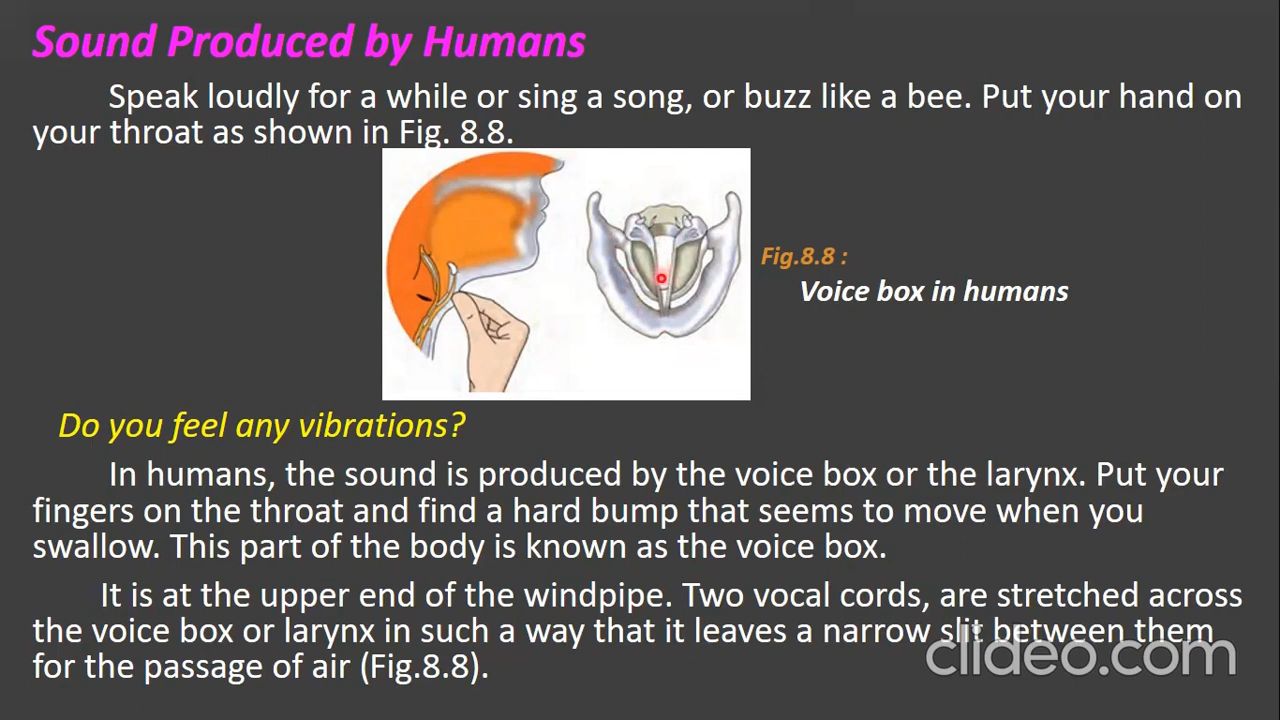 Sound Produced by Humans
Speak loudly for a while or sing a song, or buzz like a bee. Put your hand on
your throat as shown in Fig. 8.8.
Fig.8.8 :
Voice box in humans
Do you feel any vibrations?
In humans, the sound is produced by the voice box or the larynx. Put your
fingers on the throat and find a hard bump that seems to move when you
swallow. This part of the body is known as the voice box.
It is at the upper end of the windpipe. Two vocal cords, are stretched across
the voice box or larynx in such a way that it leaves a narrow slit between them
for the passage of air (Fig.8.8).
clideo.com